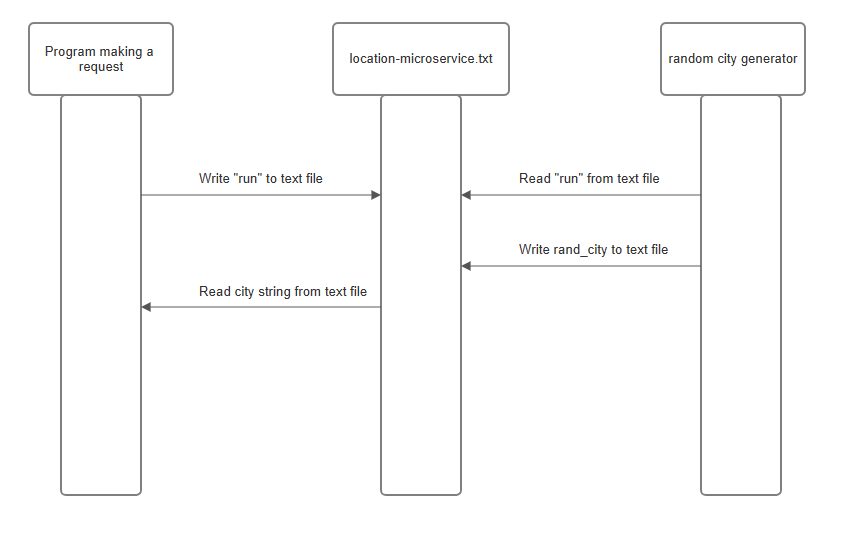 Program making a
request
location-microservice.txt
random city generator
Write "run" to text file
Read "run" from text file
Write rand_city to text file
Read city string from text file